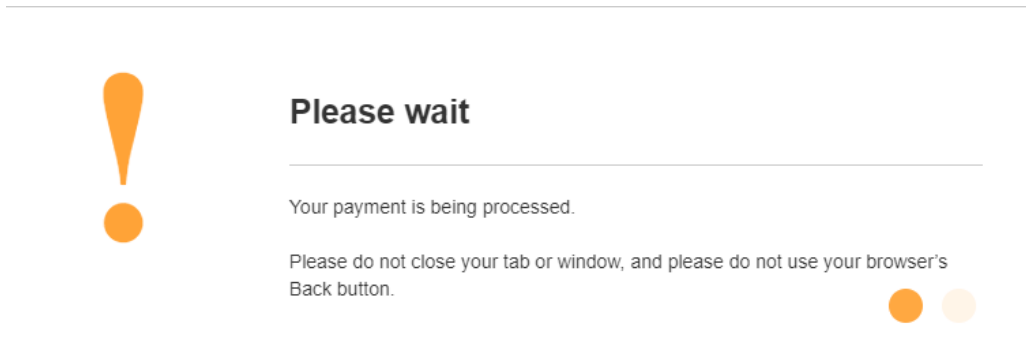 Please wait
Your payment is being processed.
Please do not close your tab or window, and please do not use your browser’s
Back button.